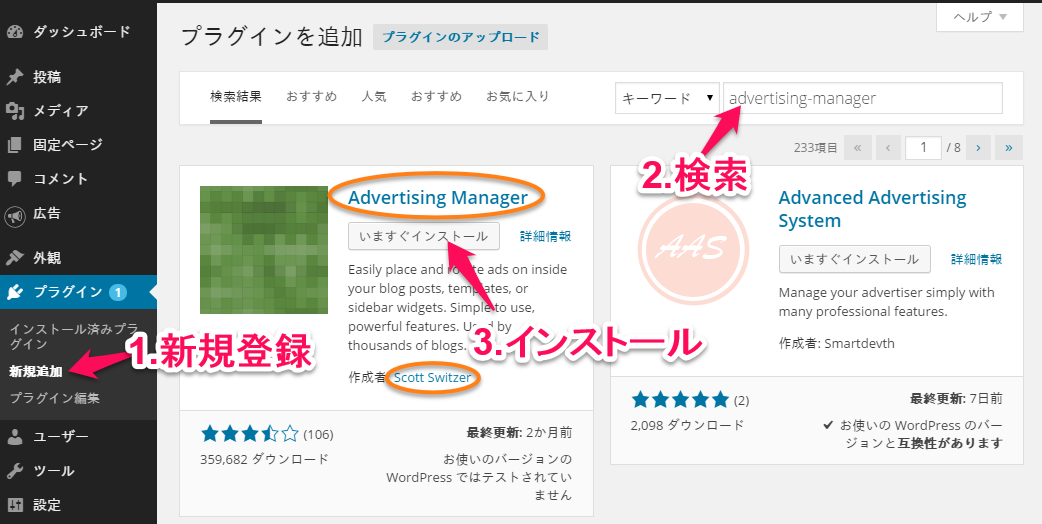 ダッシュボード
投稿
メディア
固定ページ
コメント
広告
外観
プラグイン 1
インストール済みプラ
グイン
新規追加
プラグイン編集
ユーザー
ツール
設定
1.新規登録
プラグインを追加 プラグインのアップロード
ヘルプ ▼
検索結果 おすすめ 人気 おすすめ お気に入り
キーワード ▼ advertising-manager
2.検索
233項目 « ‹ 1 / 8 › »
Advertising Manager
いますぐインストール 詳細情報
Easily place and rotate ads on inside
your blog posts, templates, or
sidebar widgets. Simple to use,
powerful features. Used by
thousands of blogs.
3.インストール
作成者: Scott Switzer
(106)
359,682 ダウンロード
最終更新: 2か月前
お使いのバージョンの
WordPress ではテストされてい
ません
AAS
Advanced Advertising
System
いますぐインストール 詳細情報
Manage your advertiser simply with
many professional features.
作成者: Smartdevth
(2)
2,098 ダウンロード
最終更新: 7日前
✔ お使いの WordPress のバー
ジョンと互換性があります